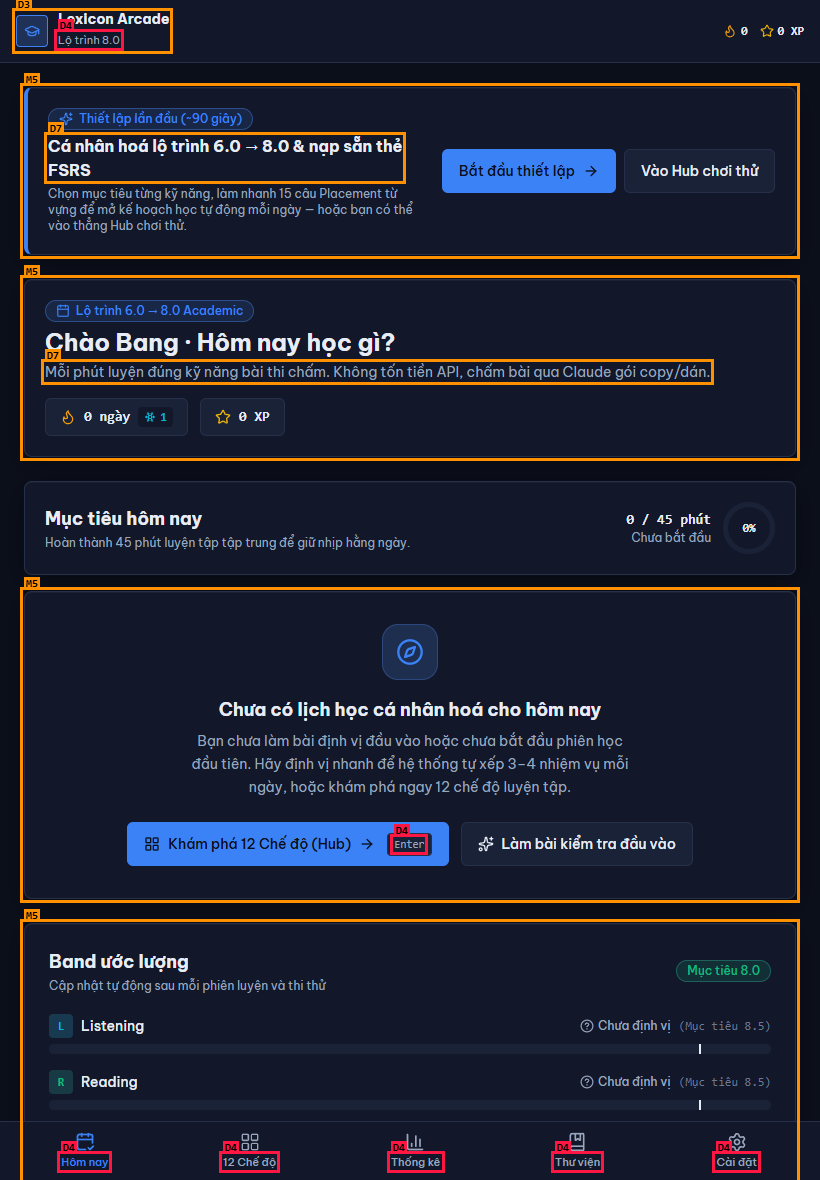 D3
Lexicon Arcade
D4
Lộ trình 8.0
0
0 XP
M5
Thiết lập lần đầu (~90 giây)
D7
Cá nhân hoá lộ trình 6.0 → 8.0 & nạp sẵn thẻ
FSRS
Chọn mục tiêu từng kỹ năng, làm nhanh 15 câu Placement từ
vựng để mở kế hoạch học tự động mỗi ngày — hoặc bạn có thể
vào thẳng Hub chơi thử.
Bắt đầu thiết lập →
Vào Hub chơi thử
M5
Lộ trình 6.0 → 8.0 Academic
Chào Bang · Hôm nay học gì?
D7
Mỗi phút luyện đúng kỹ năng bài thi chấm. Không tốn tiền API, chấm bài qua Claude gói copy/dán.
0 ngày
1
0 XP
Mục tiêu hôm nay
Hoàn thành 45 phút luyện tập tập trung để giữ nhịp hằng ngày.
0 / 45 phút
Chưa bắt đầu
0%
M5
Chưa có lịch học cá nhân hoá cho hôm nay
Bạn chưa làm bài định vị đầu vào hoặc chưa bắt đầu phiên học
đầu tiên. Hãy định vị nhanh để hệ thống tự xếp 3–4 nhiệm vụ mỗi
ngày, hoặc khám phá ngay 12 chế độ luyện tập.
D4
Khám phá 12 Chế độ (Hub) → Enter
Làm bài kiểm tra đầu vào
M5
Band ước lượng
Cập nhật tự động sau mỗi phiên luyện và thi thử
Mục tiêu 8.0
L Listening
Chưa định vị (Mục tiêu 8.5)
R Reading
Chưa định vị (Mục tiêu 8.5)
D4 D4 D4 D4 D4
Hôm nay 12 Chế độ Thống kê Thư viện Cài đặt